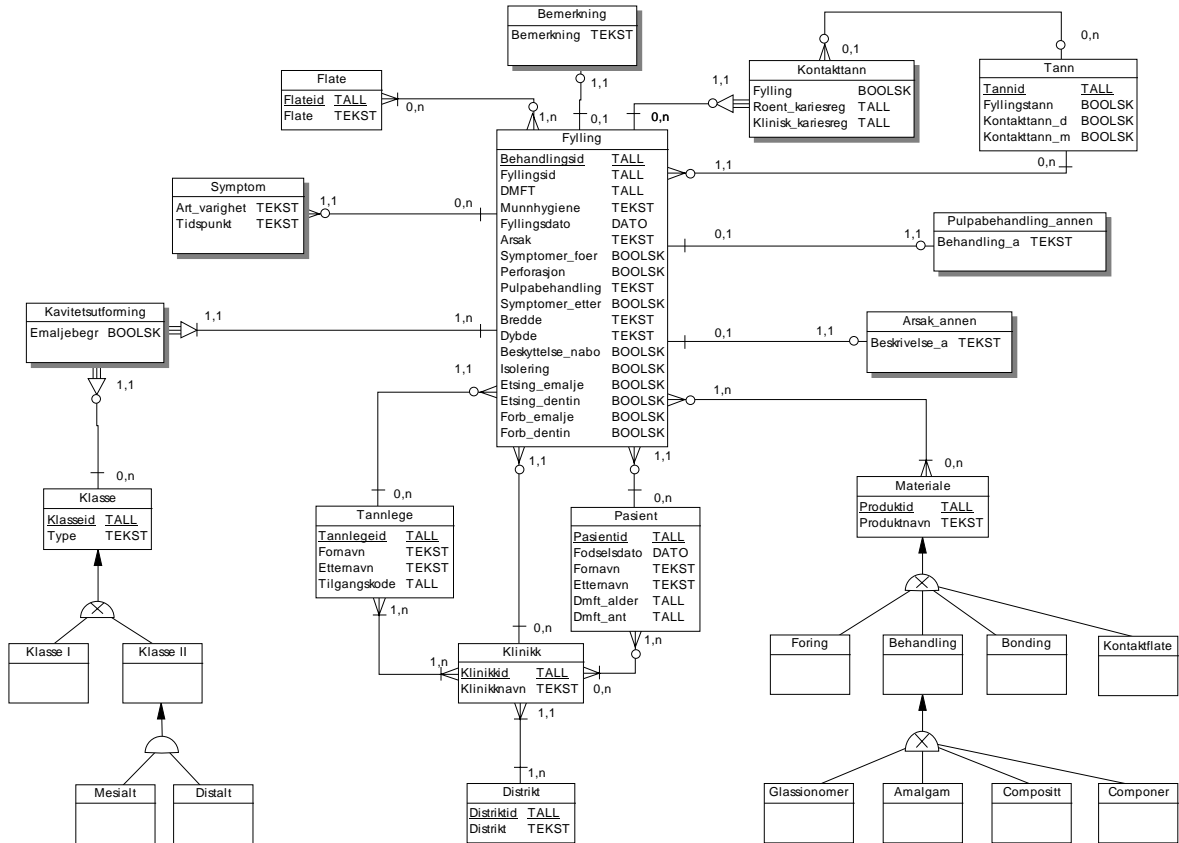 Bemerkning
Bemerkning TEKST
1,1
0,1
Flate
Flateid TALL
Flate TEKST
0,n
1,n
Kontakttann
Fylling BOOLSK
Roent_kariesreg TALL
Klinisk_kariesreg TALL
0,1
0,n
1,1
0,n
Tann
Tannid TALL
Fyllingstann BOOLSK
Kontakttann_d BOOLSK
Kontakttann_m BOOLSK
0,n
1,1
Fylling
Behandlingsid TALL
Fyllingsid TALL
DMFT TALL
Munnhygiene TEKST
Fyllingsdato DATO
Arsak TEKST
Symptomer_foer BOOLSK
Perforasjon BOOLSK
Pulpabehandling TEKST
Symptomer_etter BOOLSK
Bredde TEKST
Dybde TEKST
Beskyttelse_nabo BOOLSK
Isolering BOOLSK
Etsing_emalje BOOLSK
Etsing_dentin BOOLSK
Forb_emalje BOOLSK
Forb_dentin BOOLSK
Symptom
Art_varighet TEKST
Tidspunkt TEKST
1,1
0,n
Pulpabehandling_annen
Behandling_a TEKST
0,1
1,1
Kavitetsutforming
Emaljebegr BOOLSK
1,1
1,n
1,1
0,n
Arsak_annen
Beskrivelse_a TEKST
0,1
1,1
1,1
0,n
1,1
0,n
1,1
0,n
1,n
0,n
Klasse
Klasseid TALL
Type TEKST
Tannlege
Tannlegeid TALL
Fornavn TEKST
Etternavn TEKST
Tilgangskode TALL
1,n
1,n
Pasient
Pasientid TALL
Fodselsdato DATO
Fornavn TEKST
Etternavn TEKST
Dmft_alder TALL
Dmft_ant TALL
1,n
0,n
Materiale
Produktid TALL
Produktnavn TEKST
Klasse I
Klasse II
Klinikk
Klinikkid TALL
Klinikknavn TEKST
1,1
1,n
Foring
Behandling
Bonding
Kontaktflate
Mesialt
Distalt
Distrikt
Distriktid TALL
Distrikt TEKST
Glassionomer
Amalgam
Compositt
Componer